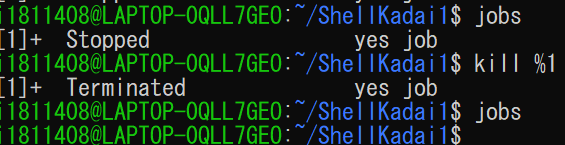 i1811408@LAPTOP-0QLL7GE0:~/ShellKadai1$ jobs
[1]+  Stopped                 yes job
i1811408@LAPTOP-0QLL7GE0:~/ShellKadai1$ kill %1
[1]+  Terminated              yes job
i1811408@LAPTOP-0QLL7GE0:~/ShellKadai1$ jobs
i1811408@LAPTOP-0QLL7GE0:~/ShellKadai1$